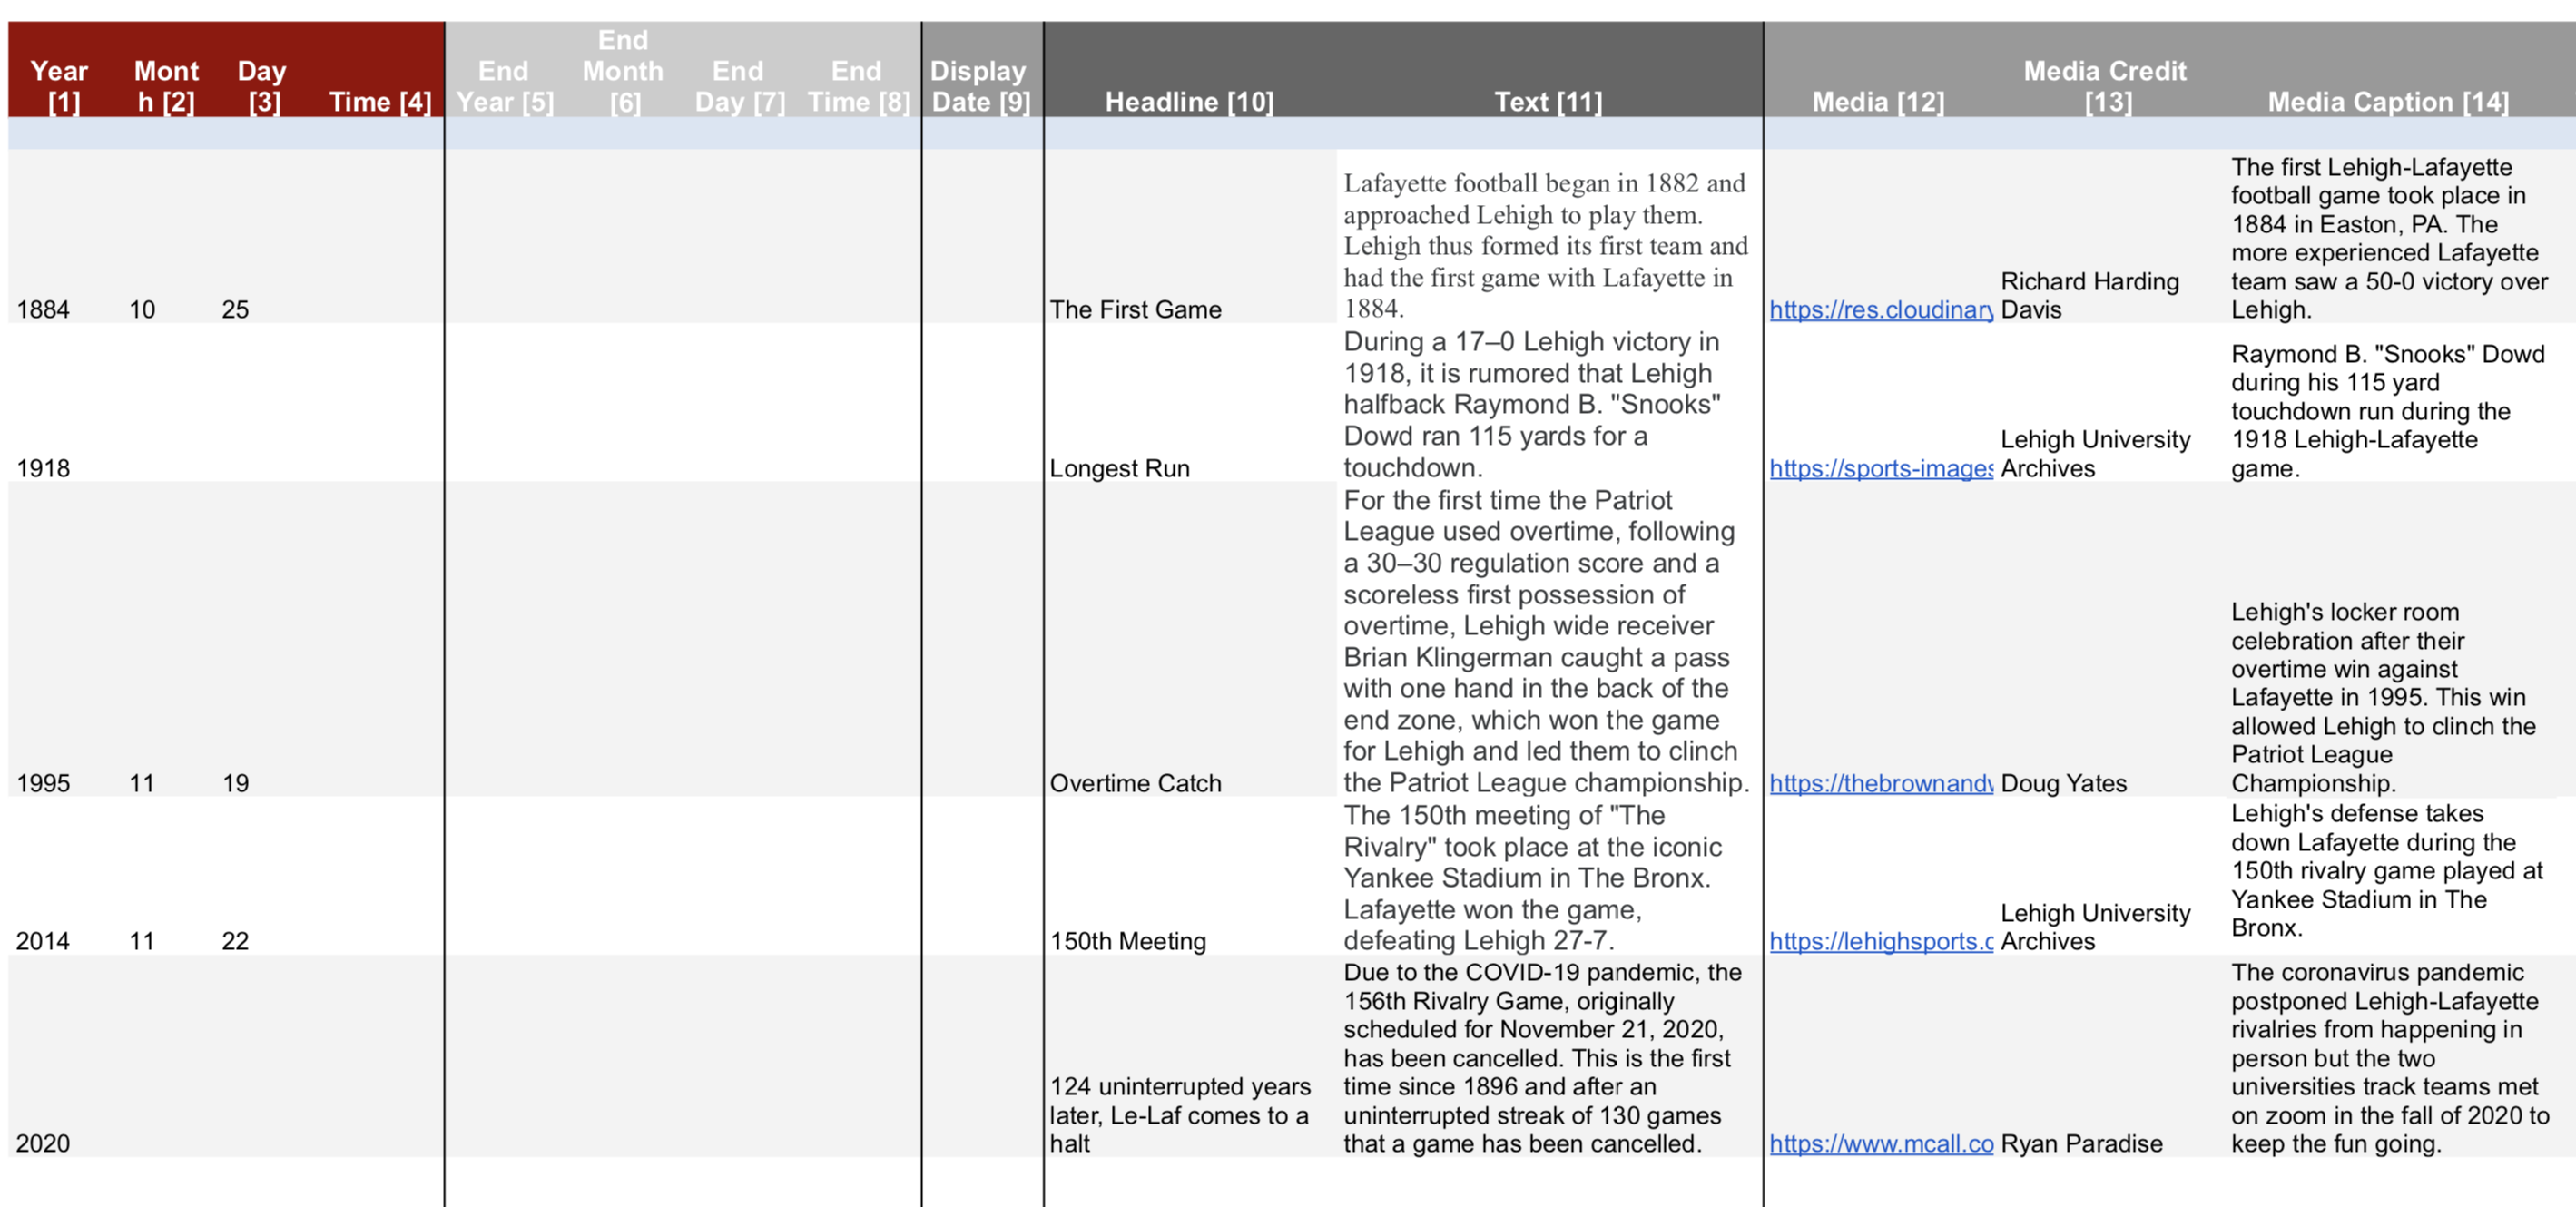 Year [1]
Mont h [2]
Day [3]
Time [4]
End Year [5]
End Month [6]
End Day [7]
End Time [8]
Display Date [9]
Headline [10]
Text [11]
Media [12]
Media Credit [13]
Media Caption [14]
1884
10
25
The First Game
Lafayette football began in 1882 and
approached Lehigh to play them.
Lehigh thus formed its first team and
had the first game with Lafayette in
1884.
https://res.cloudinary
Richard Harding
Davis
The first Lehigh-Lafayette
football game took place in
1884 in Easton, PA. The
more experienced Lafayette
team saw a 50-0 victory over
Lehigh.
1918
Longest Run
During a 17–0 Lehigh victory in
1918, it is rumored that Lehigh
halfback Raymond B. "Snooks"
Dowd ran 115 yards for a
touchdown.
https://sports-images
Lehigh University
Archives
Raymond B. "Snooks" Dowd
during his 115 yard
touchdown run during the
1918 Lehigh-Lafayette
game.
1995
11
19
Overtime Catch
For the first time the Patriot
League used overtime, following
a 30–30 regulation score and a
scoreless first possession of
overtime, Lehigh wide receiver
Brian Klingerman caught a pass
with one hand in the back of the
end zone, which won the game
for Lehigh and led them to clinch
the Patriot League championship.
https://thebrownandw
Doug Yates
Lehigh's locker room
celebration after their
overtime win against
Lafayette in 1995. This win
allowed Lehigh to clinch the
Patriot League
Championship.
2014
11
22
150th Meeting
The 150th meeting of "The
Rivalry" took place at the iconic
Yankee Stadium in The Bronx.
Lafayette won the game,
defeating Lehigh 27-7.
https://lehighsports.c
Lehigh University
Archives
Lehigh's defense takes
down Lafayette during the
150th rivalry game played at
Yankee Stadium in The
Bronx.
2020
124 uninterrupted years
later, Le-Laf comes to a
halt
Due to the COVID-19 pandemic, the
156th Rivalry Game, originally
scheduled for November 21, 2020,
has been cancelled. This is the first
time since 1896 and after an
uninterrupted streak of 130 games
that a game has been cancelled.
https://www.mcall.co
Ryan Paradise
The coronavirus pandemic
postponed Lehigh-Lafayette
rivalries from happening in
person but the two
universities track teams met
on zoom in the fall of 2020 to
keep the fun going.